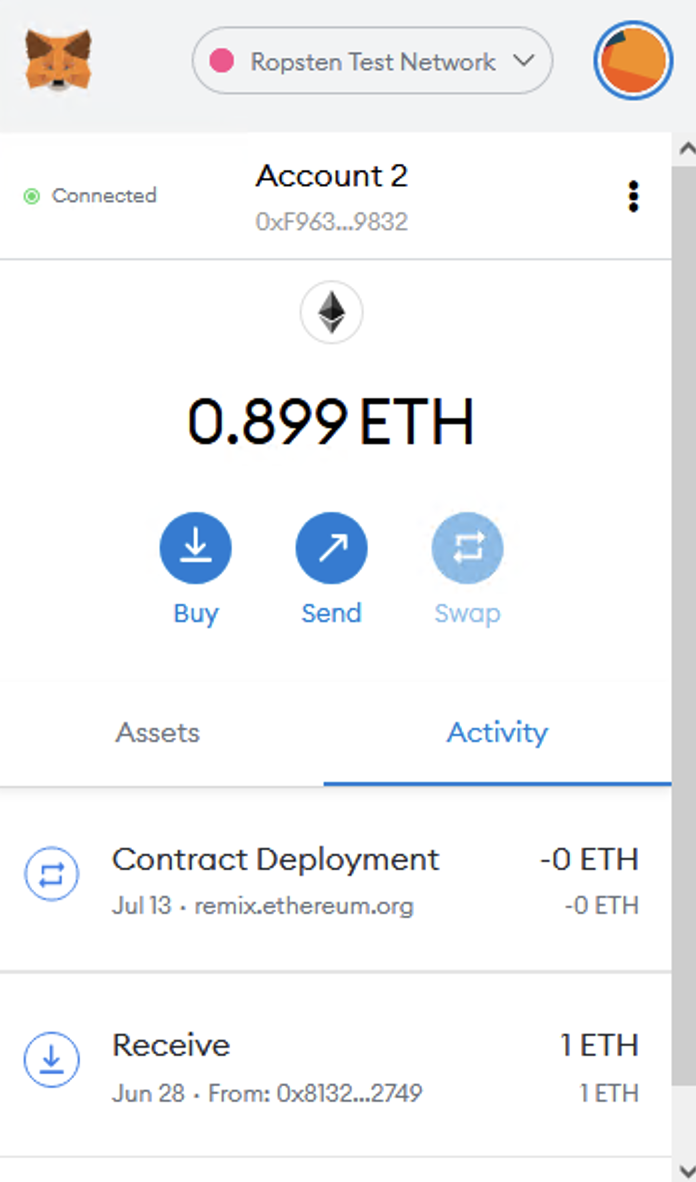 Ropsten Test Network
Connected
Account 2
0xF963...9832
0.899 ETH
Buy
Send
Swap
Assets
Activity
Contract Deployment
-0 ETH
Jul 13 · remix.ethereum.org
-0 ETH
Receive
1 ETH
Jun 28 · From: 0x8132...2749
1 ETH